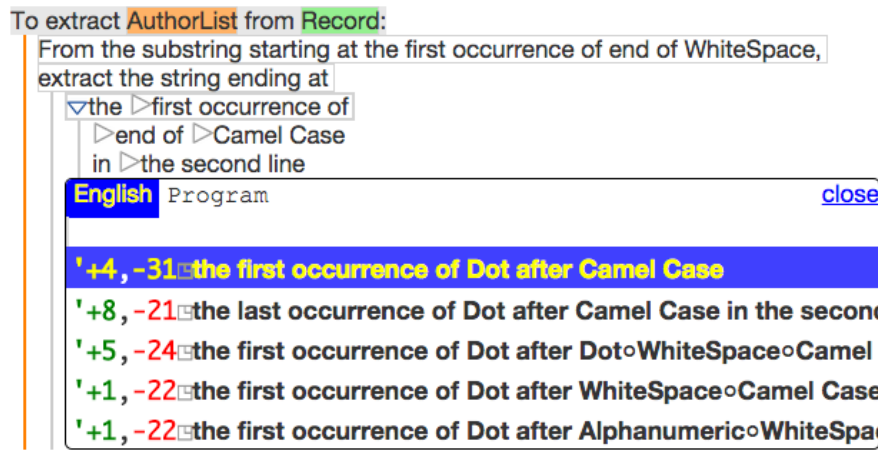 To extract AuthorList from Record:
From the substring starting at the first occurrence of end of WhiteSpace,
extract the string ending at
the first occurrence of
end of Camel Case
in the second line
English Program close
'+4,-31 the first occurrence of Dot after Camel Case
'+8,-21 the last occurrence of Dot after Camel Case in the second
'+5,-24 the first occurrence of Dot after Dot∘WhiteSpace∘Camel
'+1,-22 the first occurrence of Dot after WhiteSpace∘Camel Case
'+1,-22 the first occurrence of Dot after Alphanumeric∘WhiteSpa